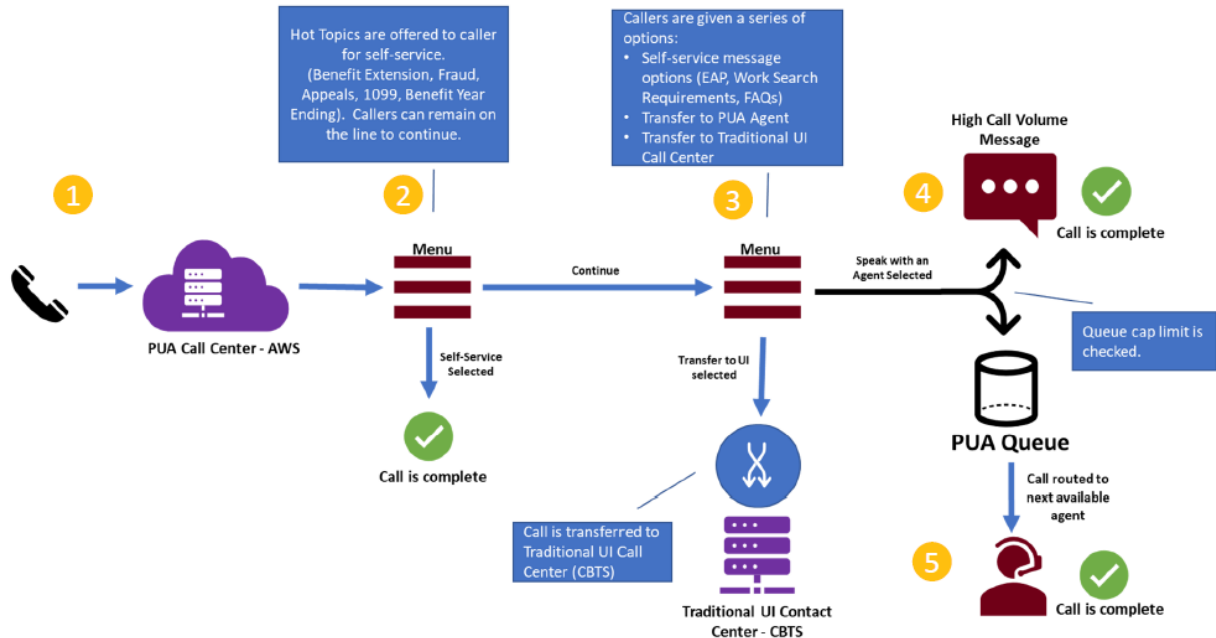 Hot Topics are offered to caller
for self-service.
(Benefit Extension, Fraud,
Appeals, 1099, Benefit Year
Ending).  Callers can remain on
the line to continue.
Callers are given a series of
options:
• Self-service message
options (EAP, Work Search
Requirements, FAQs)
• Transfer to PUA Agent
• Transfer to Traditional UI
Call Center
High Call Volume
Message
1
2
3
4
Call is complete
Menu
Menu
Continue
Speak with an
Agent Selected
PUA Call Center - AWS
Queue cap limit is
checked.
Self-Service
Selected
Transfer to UI
selected
Call is complete
PUA Queue
Call routed to
next available
agent
Call is transferred to
Traditional UI Call
Center (CBTS)
5
Call is complete
Traditional UI Contact
Center - CBTS